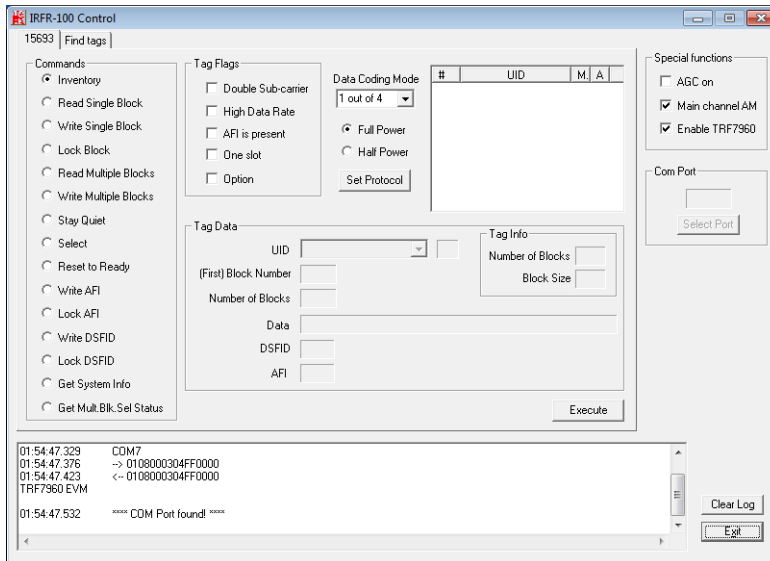 IRFR-100 Control
15693
Find tags
Commands
Inventory
Read Single Block
Write Single Block
Lock Block
Read Multiple Blocks
Write Multiple Blocks
Stay Quiet
Select
Reset to Ready
Write AFI
Lock AFI
Write DSFID
Lock DSFID
Get System Info
Get Mult.Blk.Sel Status
Tag Flags
Double Sub-carrier
High Data Rate
AFI is present
One slot
Option
Data Coding Mode
1 out of 4
Full Power
Half Power
Set Protocol
# UID M. A
Special functions
AGC on
Main channel AM
Enable TRF7960
Com Port
Select Port
Tag Data
UID
(First) Block Number
Number of Blocks
Data
DSFID
AFI
Tag Info
Number of Blocks
Block Size
Execute
01:54:47.329 COM7
01:54:47.376 --> 0108000304FF0000
01:54:47.423 <-- 0108000304FF0000
TRF7960 EVM
01:54:47.532 **** COM Port found! ****
Clear Log
Exit